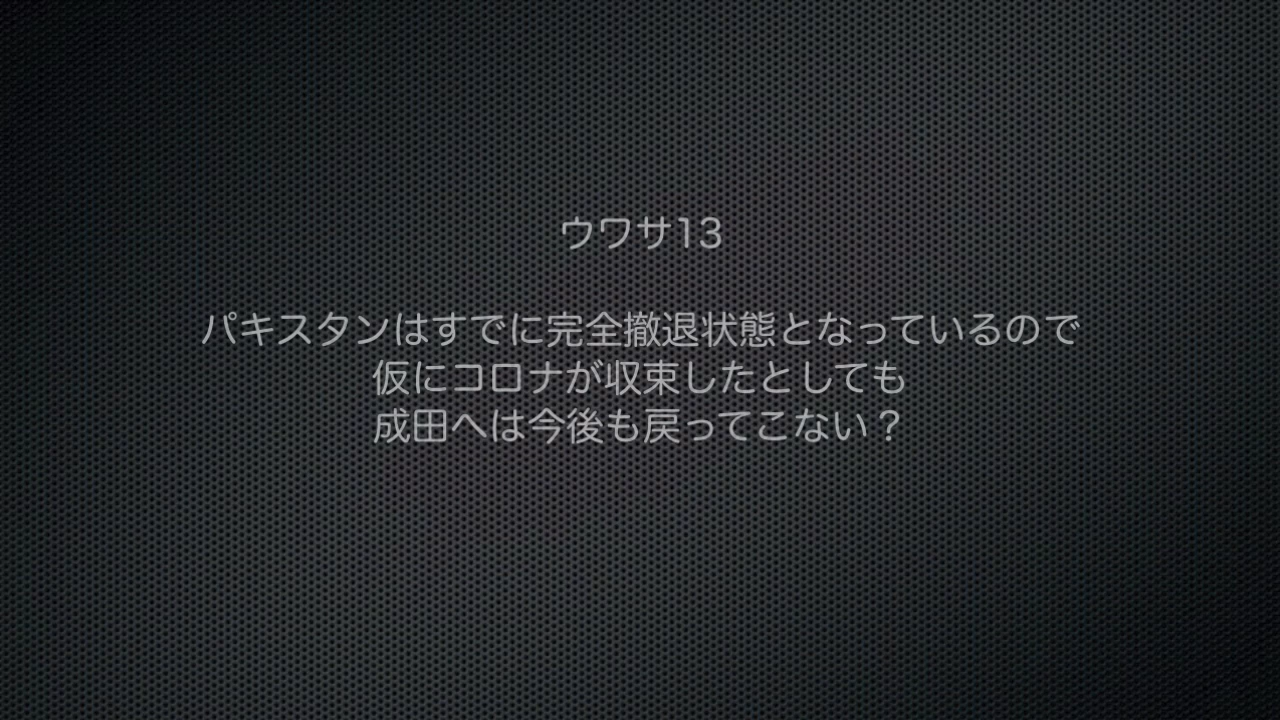 ウワサ13
パキスタンはすでに完全撤退状態となっているので
仮にコロナが収束したとしても
成田へは今後も戻ってこない？